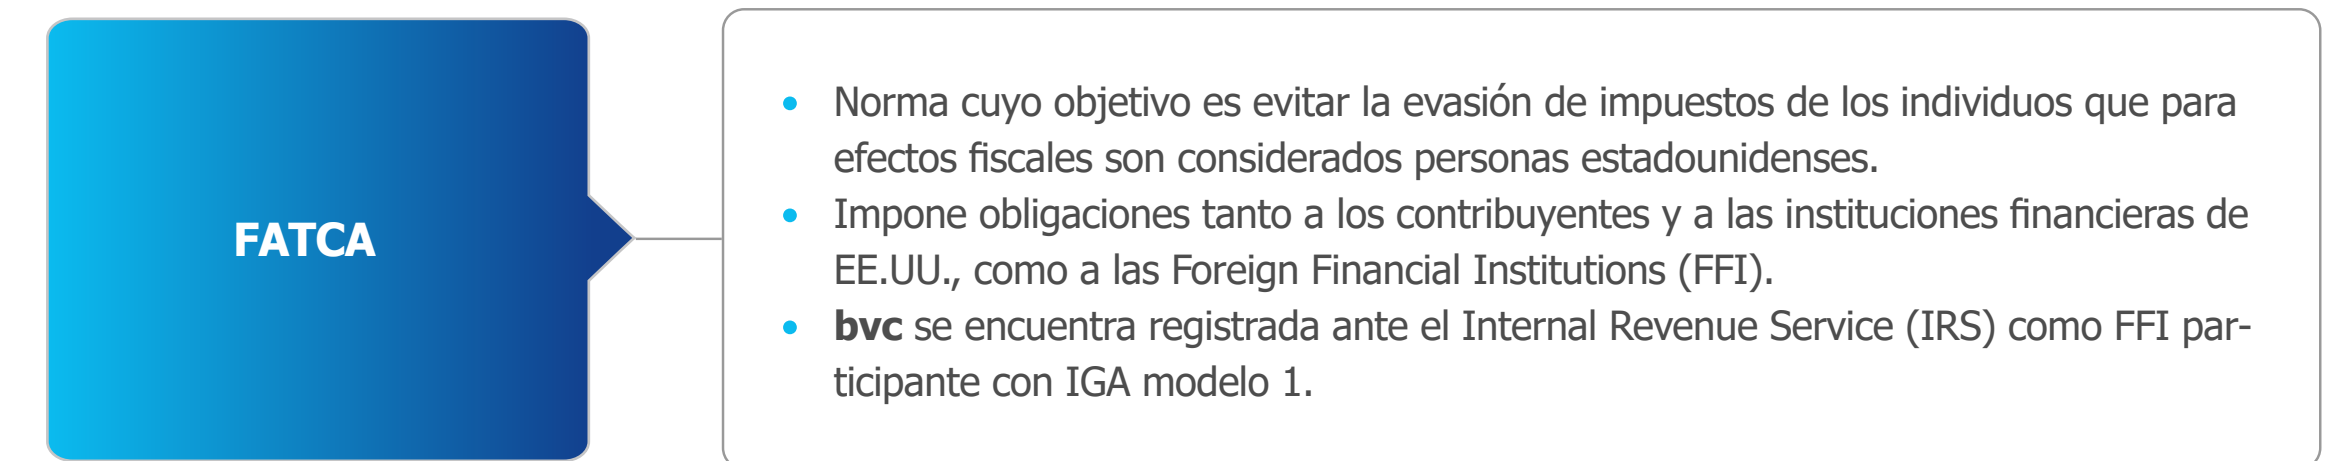 FATCA
• Norma cuyo objetivo es evitar la evasión de impuestos de los individuos que para
efectos fiscales son considerados personas estadounidenses.
• Impone obligaciones tanto a los contribuyentes y a las instituciones financieras de
EE.UU., como a las Foreign Financial Institutions (FFI).
• bvc se encuentra registrada ante el Internal Revenue Service (IRS) como FFI par-
ticipante con IGA modelo 1.